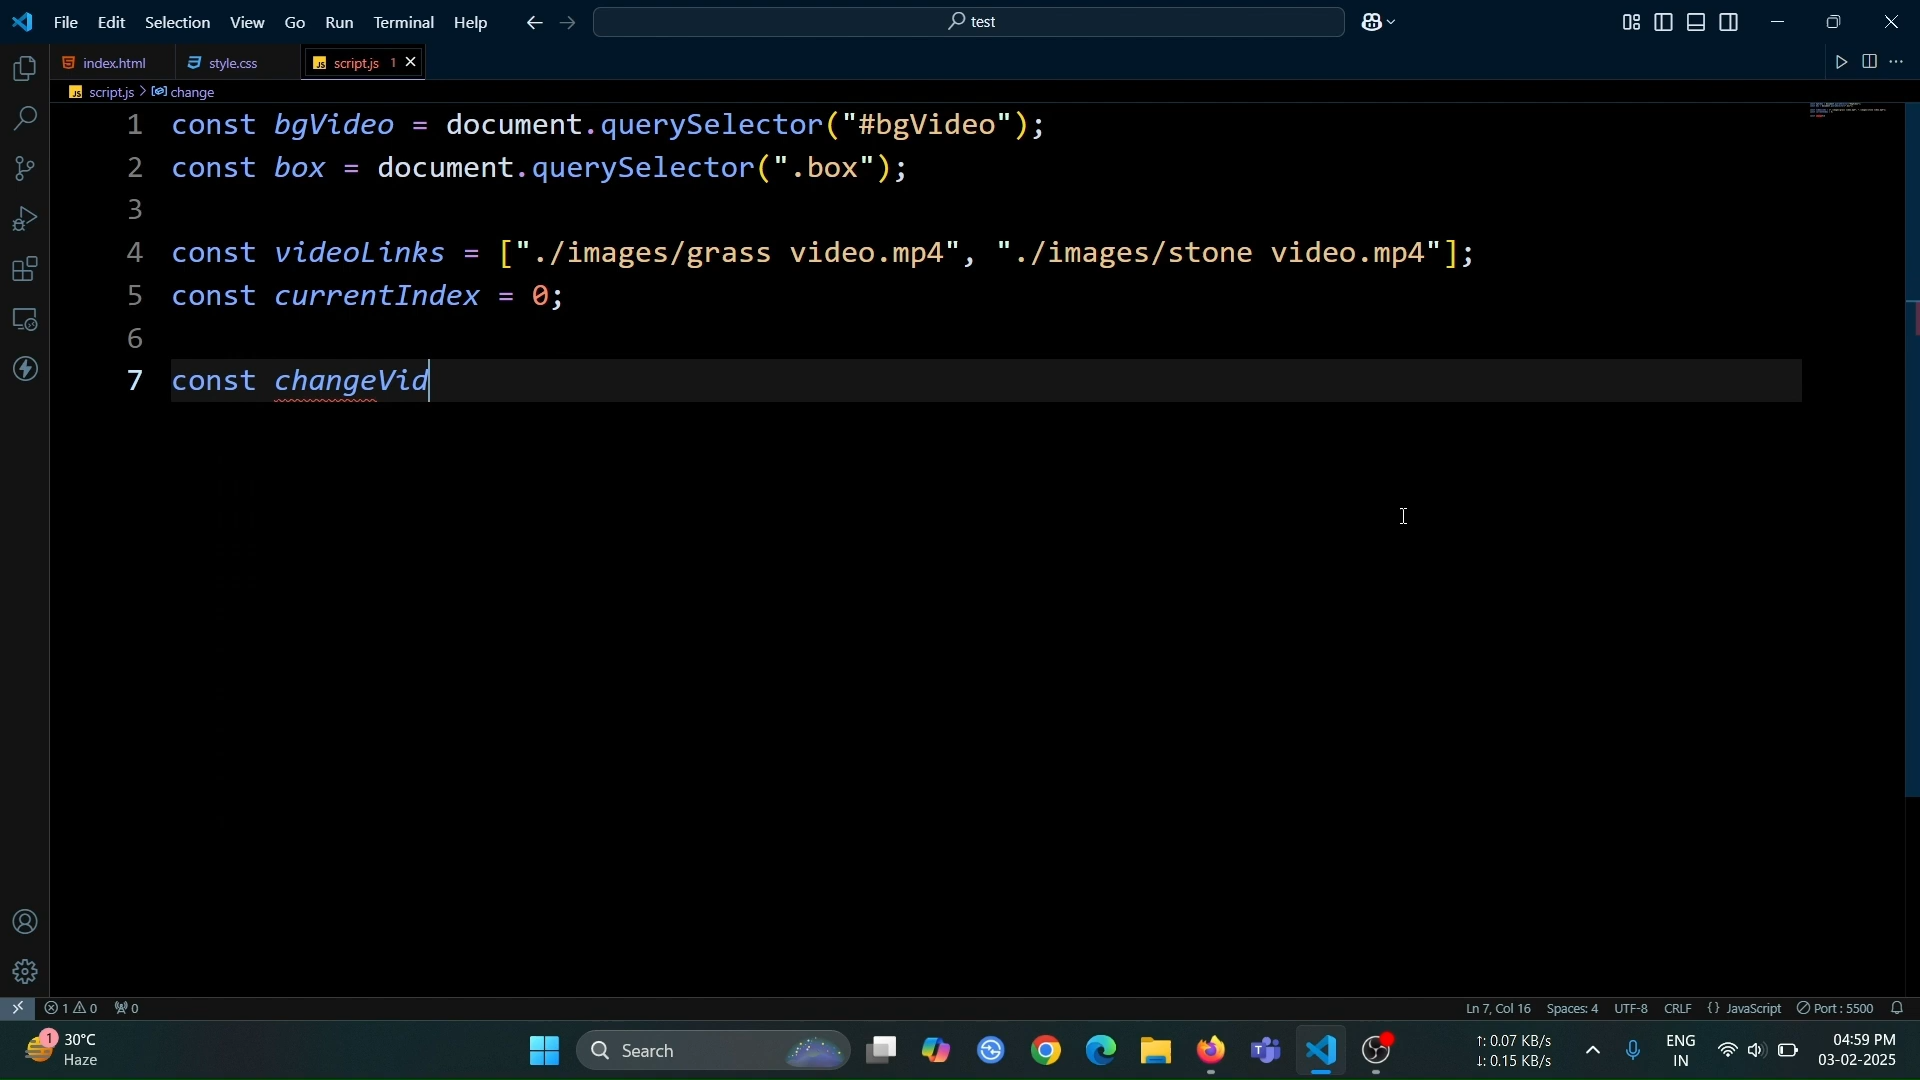 File Edit Selection View Go Run Terminal Help
test
index.html
style.css
script.js 1
script.js > change
1 const bgVideo = document.querySelector("#bgVideo");
2 const box = document.querySelector(".box");
3
4 const videoLinks = ["./images/grass video.mp4", "./images/stone video.mp4"];
5 const currentIndex = 0;
6
7 const changeVid
1 0 0
Ln 7, Col 16 Spaces: 4 UTF-8 CRLF {} JavaScript Port : 5500
1
30°C
Haze
Search
↑: 0.07 KB/s
↓: 0.15 KB/s
ENG
IN
04:59 PM
03-02-2025